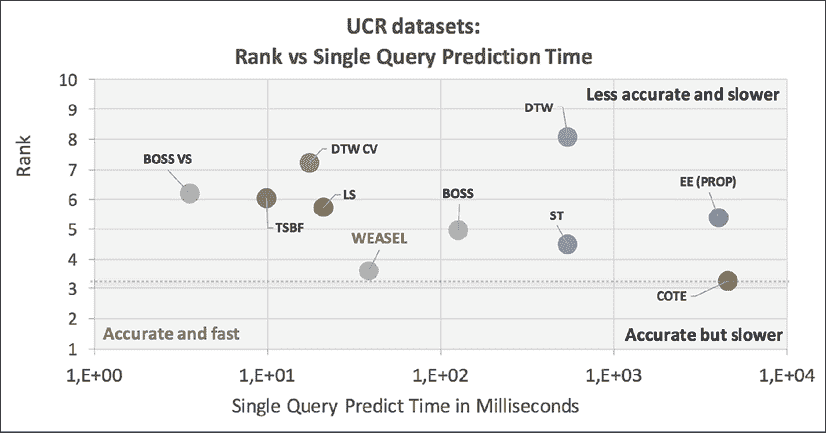 UCR datasets:
Rank vs Single Query Prediction Time
10
9
8
7
6
5
4
3
2
1
Rank
Less accurate and slower
DTW
DTW CV
BOSS VS
EE (PROP)
LS
BOSS
TSBF
ST
WEASEL
COTE
Accurate and fast
Accurate but slower
1,E+00
1,E+01
1,E+02
1,E+03
1,E+04
Single Query Predict Time in Milliseconds